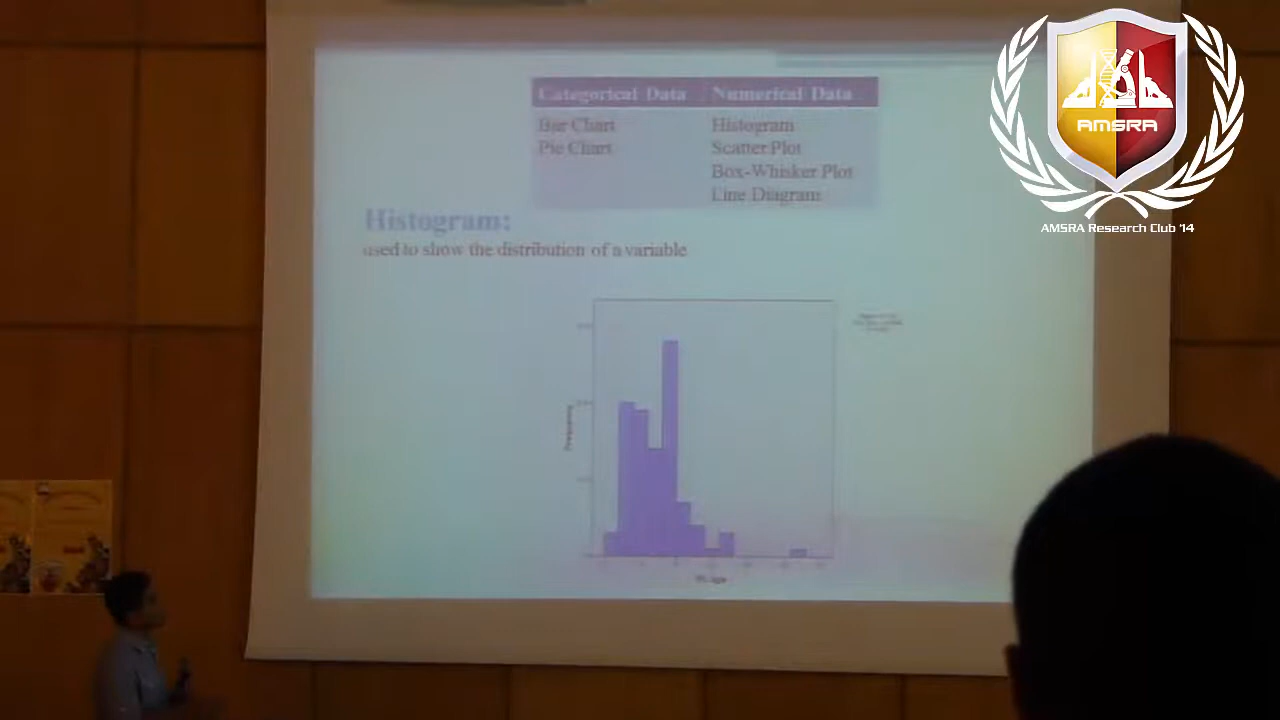 Categorical Data Numerical Data
Bar Chart Histogram
Pie Chart Scatter Plot
Box-Whisker Plot
Line Diagram
Histogram:
used to show the distribution of a variable
Frequency
AMSRA
AMSRA Research Club '14